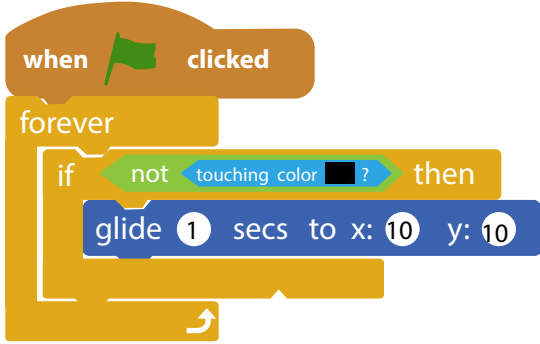 when clicked
forever
if not touching color ? then
glide 1 secs to x: 10 y: 10